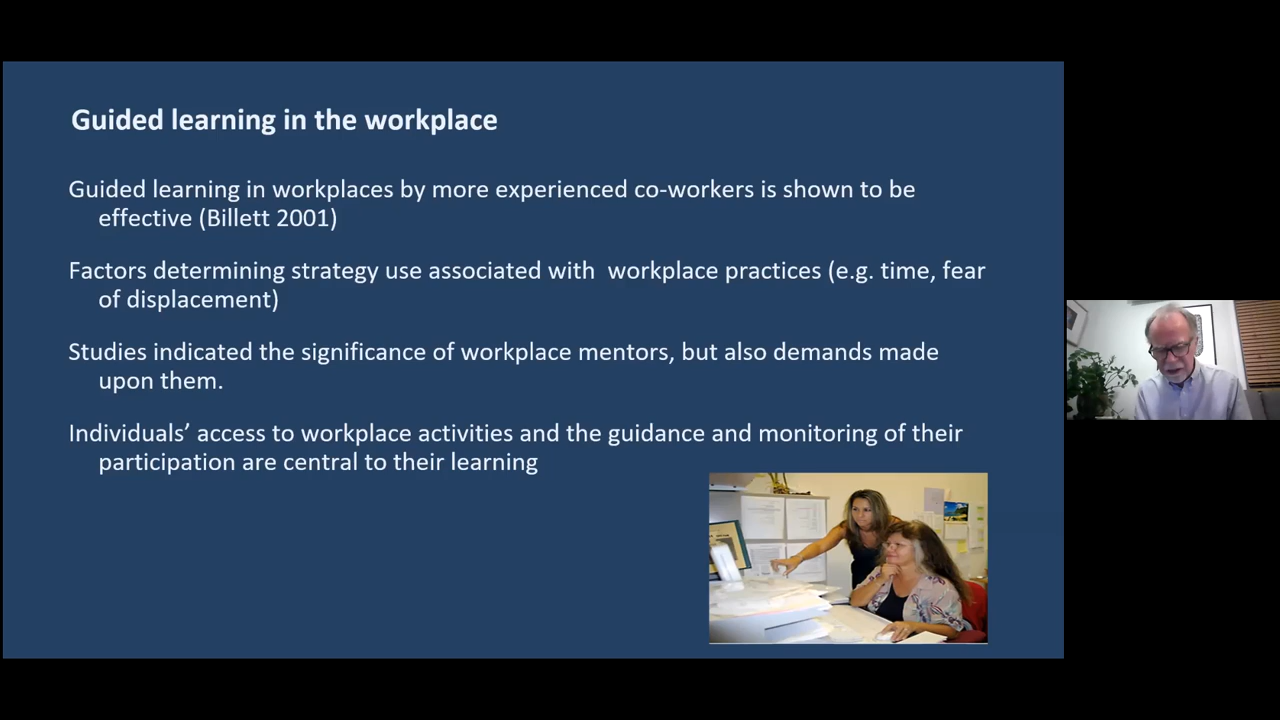 Guided learning in the workplace
Guided learning in workplaces by more experienced co-workers is shown to be
effective (Billett 2001)
Factors determining strategy use associated with  workplace practices (e.g. time, fear
of displacement)
Studies indicated the significance of workplace mentors, but also demands made
upon them.
Individuals’ access to workplace activities and the guidance and monitoring of their
participation are central to their learning